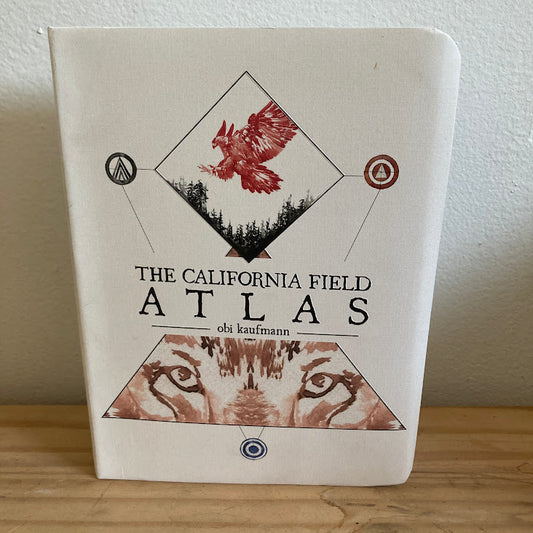 THE CALIFORNIA FIELD
ATLAS
obi kaufmann